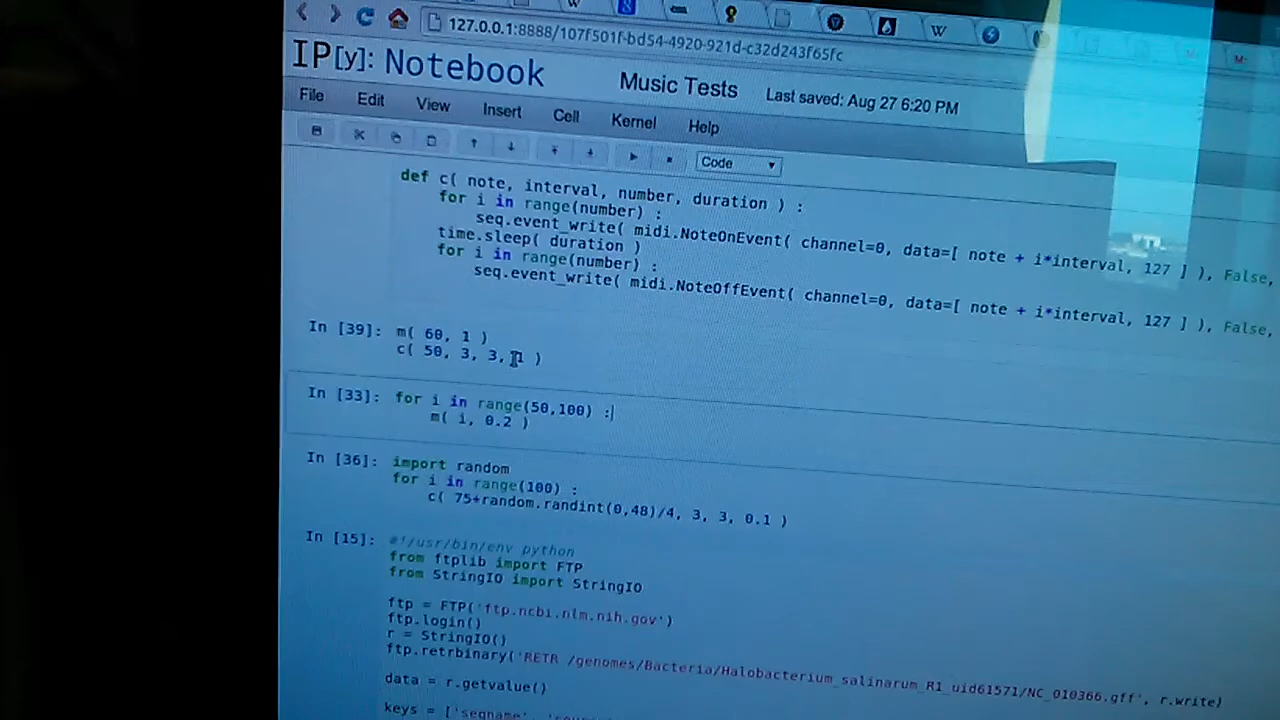 127.0.0.1:8888/107f501f-bd54-4920-921d-c32d243f65fc
IP[y]: Notebook Music Tests Last saved: Aug 27 6:20 PM
File Edit View Insert Cell Kernel Help
Code
def c( note, interval, number, duration ) :
for i in range(number) :
seq.event_write( midi.NoteOnEvent( channel=0, data=[ note + i*interval, 127 ] ), False,
time.sleep( duration )
for i in range(number) :
seq.event_write( midi.NoteOffEvent( channel=0, data=[ note + i*interval, 127 ] ), False,
In [39]: m( 60, 1 )
c( 50, 3, 3, 1 )
In [33]: for i in range(50,100) :
m( i, 0.2 )
In [36]: import random
for i in range(100) :
c( 75+random.randint(0,48)/4, 3, 3, 0.1 )
In [15]: #!/usr/bin/env python
from ftplib import FTP
from StringIO import StringIO
ftp = FTP('ftp.ncbi.nlm.nih.gov')
ftp.login()
r = StringIO()
ftp.retrbinary('RETR /genomes/Bacteria/Halobacterium_salinarum_R1_uid61571/NC_010366.gff', r.write)
data = r.getvalue()
keys = ['seqname',